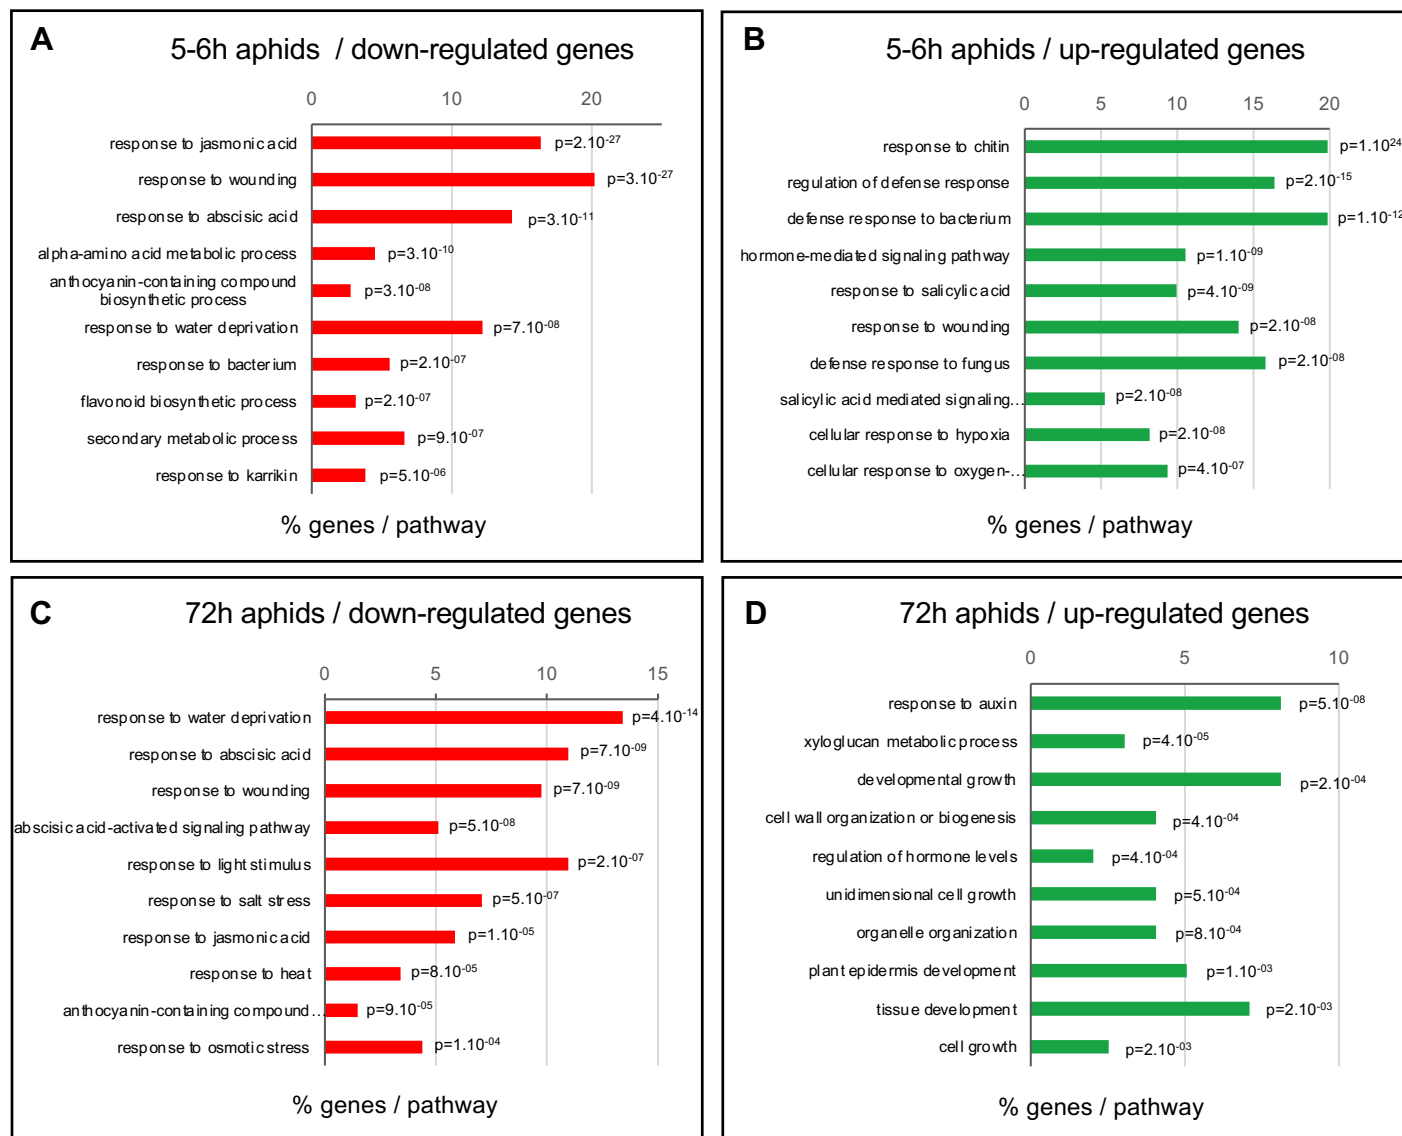 A
5-6h aphids / down-regulated genes
0 10 20
response to jasmonic acid p=2.10-27
response to wounding p=3.10-27
response to abscisic acid p=3.10-11
alpha-amino acid metabolic process p=3.10-10
anthocyanin-containing compound
biosynthetic process p=3.10-08
response to water deprivation p=7.10-08
response to bacterium p=2.10-07
flavonoid biosynthetic process p=2.10-07
secondary metabolic process p=9.10-07
response to karrikin p=5.10-06
% genes / pathway
B
5-6h aphids / up-regulated genes
0 5 10 15 20
response to chitin p=1.1024
regulation of defense response p=2.10-15
defense response to bacterium p=1.10-12
hormone-mediated signaling pathway p=1.10-09
response to salicylic acid p=4.10-09
response to wounding p=2.10-08
defense response to fungus p=2.10-08
salicylic acid mediated signaling... p=2.10-08
cellular response to hypoxia p=2.10-08
cellular response to oxygen-... p=4.10-07
% genes / pathway
C
72h aphids / down-regulated genes
0 5 10 15
response to water deprivation p=4.10-14
response to abscisic acid p=7.10-09
response to wounding p=7.10-09
abscisic acid-activated signaling pathway p=5.10-08
response to light stimulus p=2.10-07
response to salt stress p=5.10-07
response to jasmonic acid p=1.10-05
response to heat p=8.10-05
anthocyanin-containing compound... p=9.10-05
response to osmotic stress p=1.10-04
% genes / pathway
D
72h aphids / up-regulated genes
0 5 10
response to auxin p=5.10-08
xyloglucan metabolic process p=4.10-05
developmental growth p=2.10-04
cell wall organization or biogenesis p=4.10-04
regulation of hormone levels p=4.10-04
unidimensional cell growth p=5.10-04
organelle organization p=8.10-04
plant epidermis development p=1.10-03
tissue development p=2.10-03
cell growth p=2.10-03
% genes / pathway